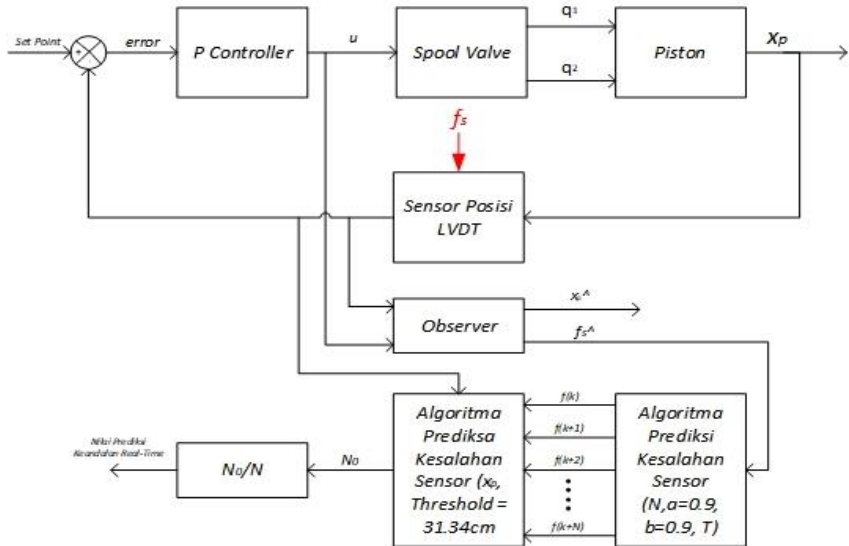 Set Point
+
error
P Controller
u
Spool Valve
q1
q2
Piston
Xp
fs
Sensor Posisi
LVDT
Observer
fs^
Algoritma
Prediksa
Kesalahan
Sensor (xp,
Threshold =
31.34cm
f(k)
f(k+1)
f(k+2)
f(k+N)
Algoritma
Prediksi
Kesalahan
Sensor
(N,a=0.9,
b=0.9, T)
N0
N0/N
Nilai Prediksi
Keandalan Real-Time